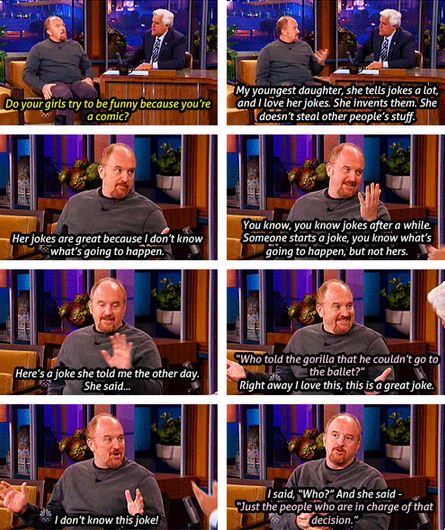 Do your girls try to be funny because you're
a comic?
My youngest daughter, she tells jokes a lot,
and I love her jokes. She invents them. She
doesn't steal other people's stuff.
Her jokes are great because I don't know
what's going to happen.
You know, you know jokes after a while.
Someone starts a joke, you know what's
going to happen, but not hers.
Here's a joke she told me the other day.
She said...
"Who told the gorilla that he couldn't go to
the ballet?"
Right away I love this, this is a great joke.
I don't know this joke!
I said, "Who?" And she said -
"Just the people who are in charge of that
decision."